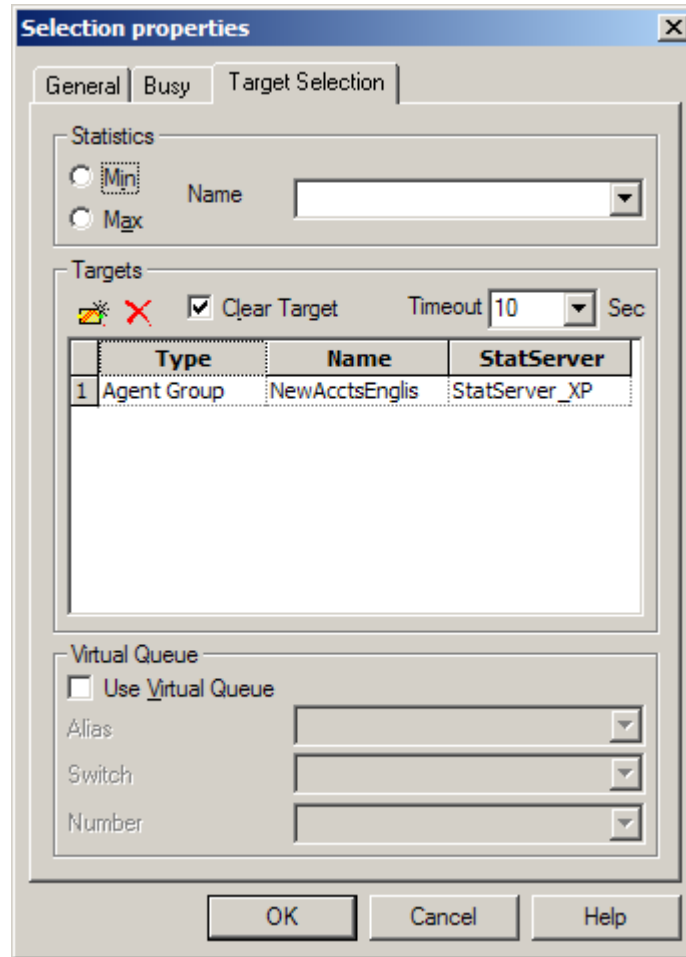 Selection properties
General Busy Target Selection
Statistics
Min
Name
Max
Targets
Clear Target Timeout 10 Sec
Type Name StatServer
1 Agent Group NewAcctsEnglis StatServer_XP
Virtual Queue
Use Virtual Queue
Alias
Switch
Number
OK Cancel Help